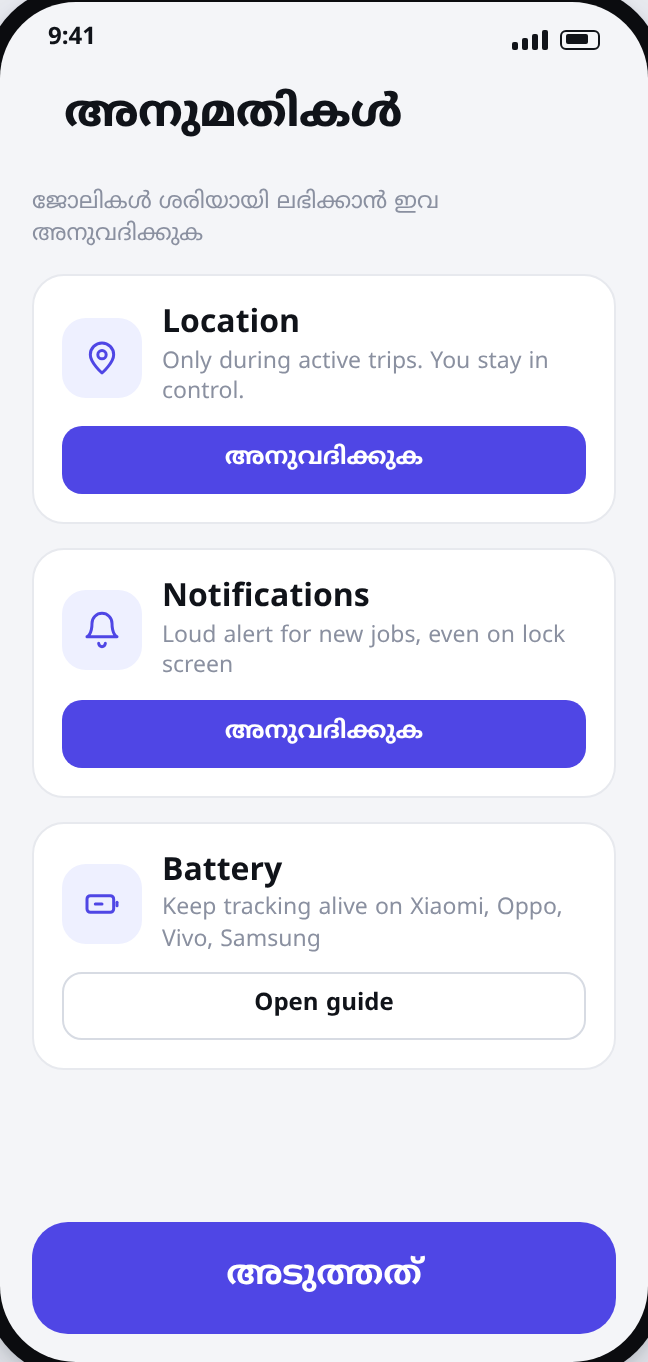 9:41
അനുമതികൾ
ജോലികൾ ശരിയായി ലഭിക്കാൻ ഇവ
അനുവദിക്കുക
Location
Only during active trips. You stay in
control.
അനുവദിക്കുക
Notifications
Loud alert for new jobs, even on lock
screen
അനുവദിക്കുക
Battery
Keep tracking alive on Xiaomi, Oppo,
Vivo, Samsung
Open guide
അടുത്തത്